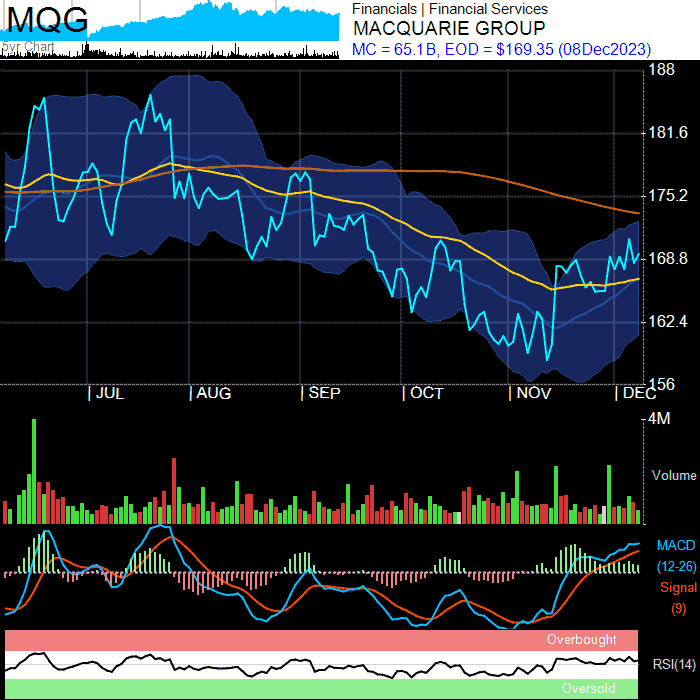 MQG
5yr Chart
Financials | Financial Services
MACQUARIE GROUP
MC = 65.1B, EOD = $169.35 (08Dec2023)
188
181.6
175.2
168.8
162.4
156
| JUL | AUG | SEP | OCT | NOV | DEC
4M
Volume
MACD
(12-26)
Signal
(9)
Overbought
RSI(14)
Oversold